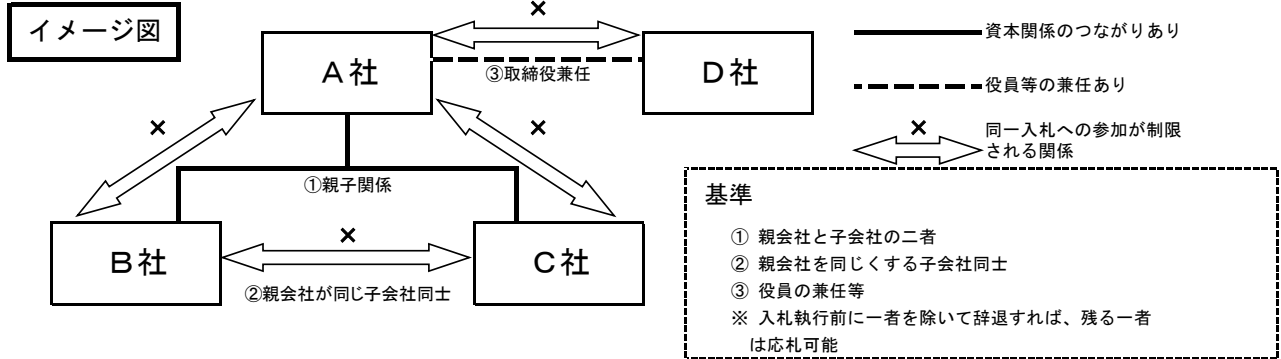 イメージ図
×
A社
③取締役兼任
D社
資本関係のつながりあり
役員等の兼任あり
×
同一入札への参加が制限
される関係
×
×
①親子関係
B社
×
C社
②親会社が同じ子会社同士
基準
① 親会社と子会社の二者
② 親会社を同じくする子会社同士
③ 役員の兼任等
※ 入札執行前に一者を除いて辞退すれば、残る一者
は応札可能